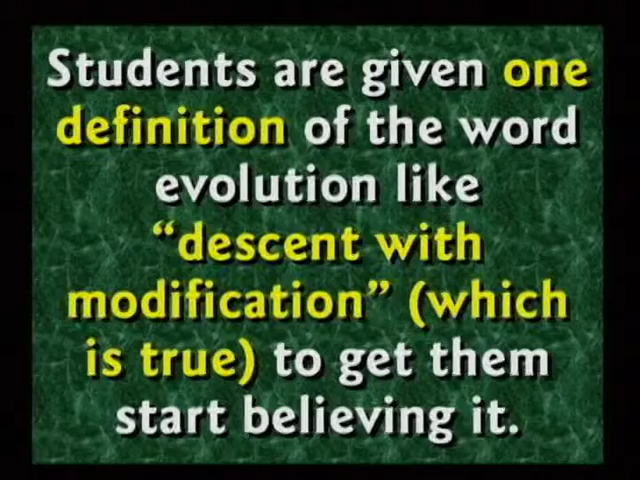 Students are given one
definition of the word
evolution like
“descent with
modification” (which
is true) to get them
start believing it.